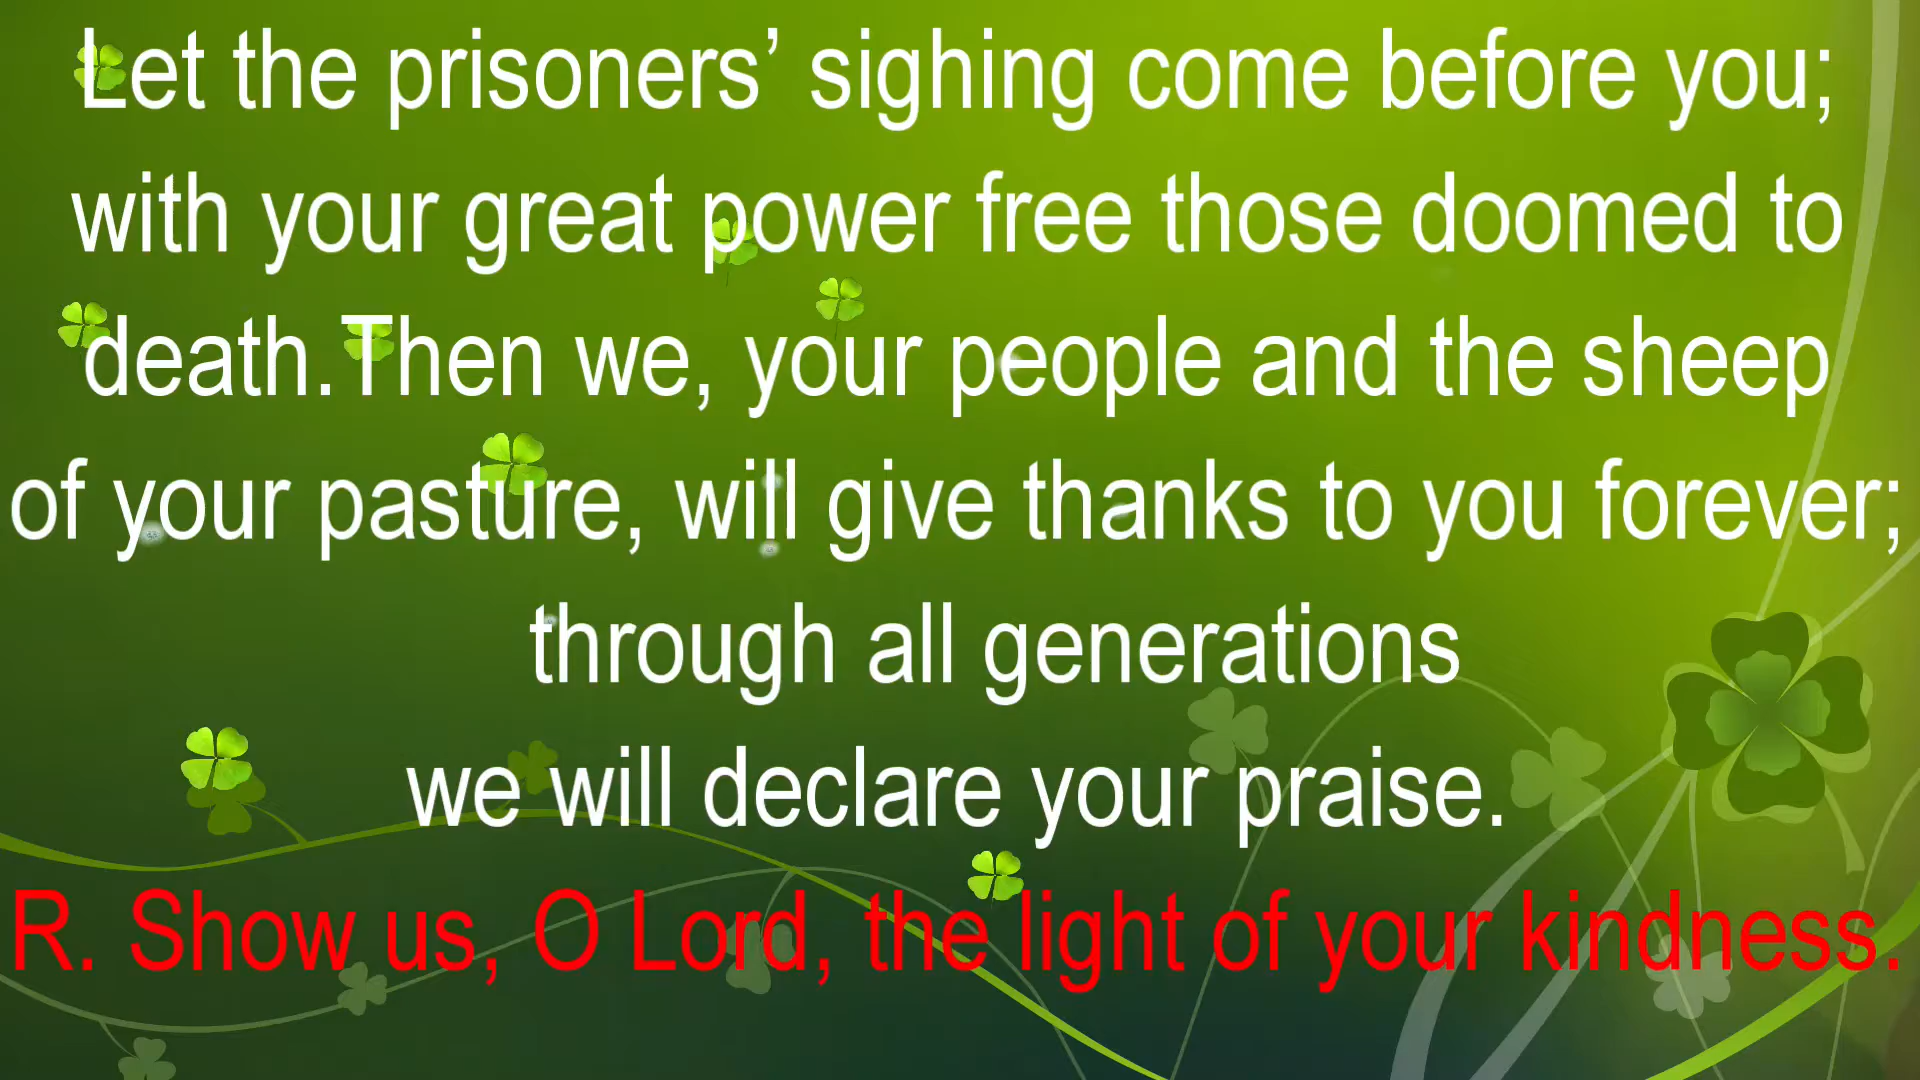 Let the prisoners’ sighing come before you;
with your great power free those doomed to
death.Then we, your people and the sheep
of your pasture, will give thanks to you forever;
through all generations
we will declare your praise.
R. Show us, O Lord, the light of your kindness.